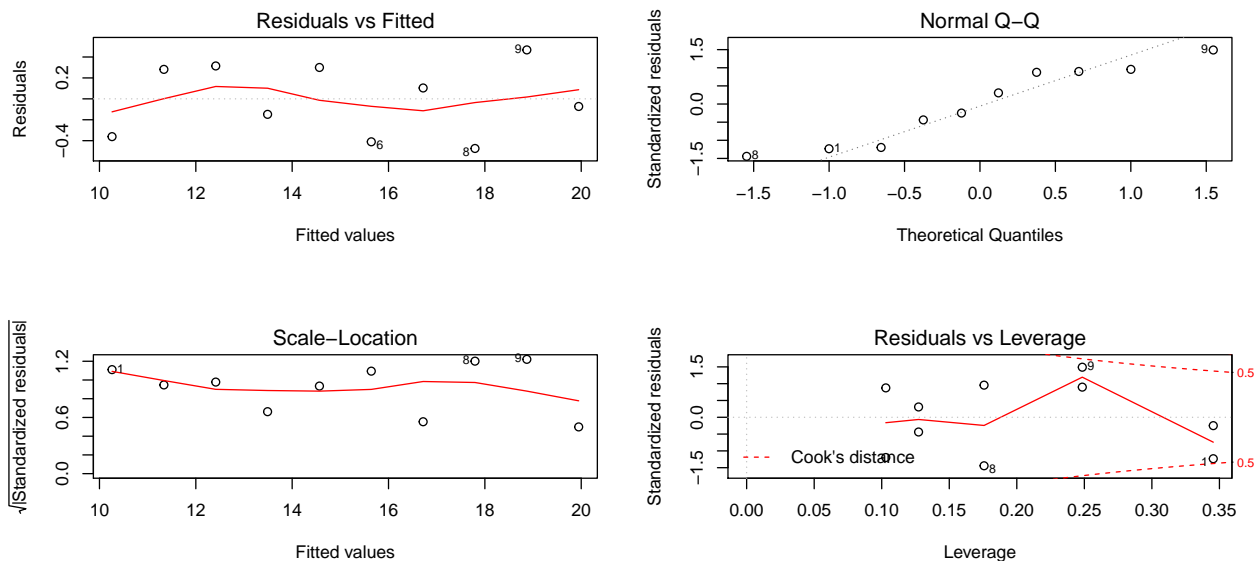 Residuals vs Fitted
Residuals
0.2
−0.4
9
6
8
10 12 14 16 18 20
Fitted values
Normal Q−Q
Standardized residuals
1.5
0.0
−1.5
9
1
8
−1.5 −1.0 −0.5 0.0 0.5 1.0 1.5
Theoretical Quantiles
Scale−Location
√|Standardized residuals|
1.2
0.6
0.0
1
8
9
10 12 14 16 18 20
Fitted values
Residuals vs Leverage
Standardized residuals
1.5
0.0
−1.5
9
0.5
Cook's distance
8
1
0.5
0.00 0.05 0.10 0.15 0.20 0.25 0.30 0.35
Leverage